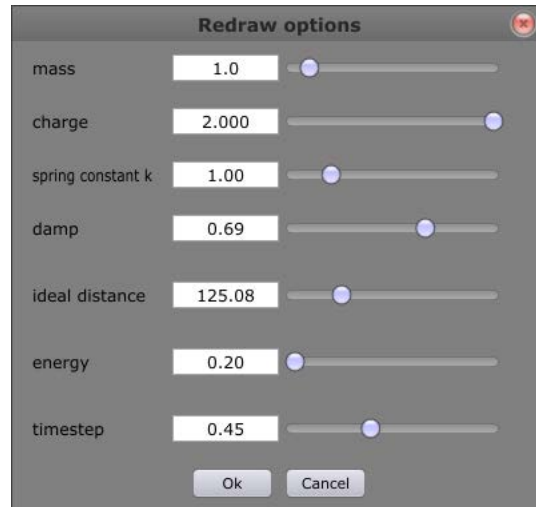 Redraw options
mass 1.0
charge 2.000
spring constant k 1.00
damp 0.69
ideal distance 125.08
energy 0.20
timestep 0.45
Ok Cancel